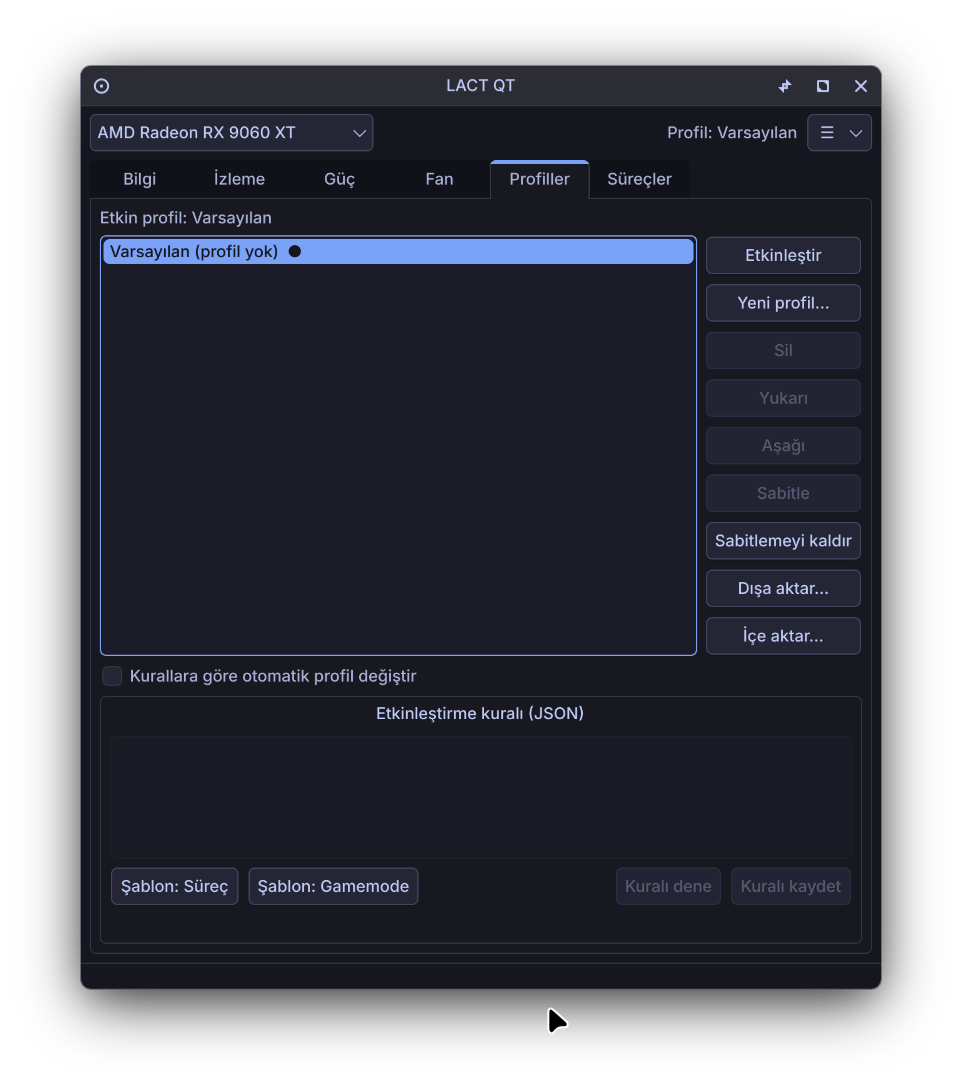 LACT QT
AMD Radeon RX 9060 XT
Profil: Varsayılan
Bilgi
İzleme
Güç
Fan
Profiller
Süreçler
Etkin profil: Varsayılan
Varsayılan (profil yok) ●
Etkinleştir
Yeni profil...
Sil
Yukarı
Aşağı
Sabitle
Sabitlemeyi kaldır
Dışa aktar...
İçe aktar...
Kurallara göre otomatik profil değiştir
Etkinleştirme kuralı (JSON)
Şablon: Süreç
Şablon: Gamemode
Kuralı dene
Kuralı kaydet